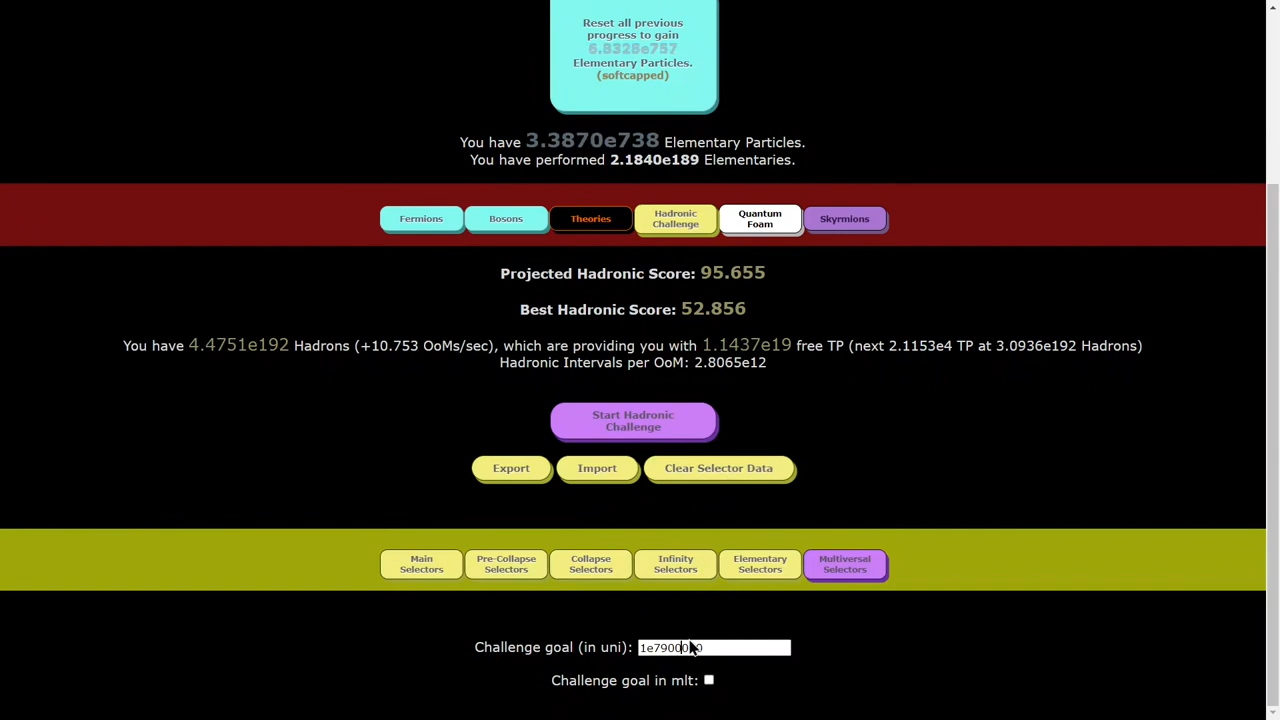 Reset all previous
progress to gain
6.8328e757
Elementary Particles.
(softcapped)
You have 3.3870e738 Elementary Particles.
You have performed 2.1840e189 Elementaries.
Fermions Bosons Theories Hadronic Challenge Quantum Foam Skyrmions
Projected Hadronic Score: 95.655
Best Hadronic Score: 52.856
You have 4.4751e192 Hadrons (+10.753 OoMs/sec), which are providing you with 1.1437e19 free TP (next 2.1153e4 TP at 3.0936e192 Hadrons)
Hadronic Intervals per OoM: 2.8065e12
Start Hadronic
Challenge
Export Import Clear Selector Data
Main Selectors Pre-Collapse Selectors Collapse Selectors Infinity Selectors Elementary Selectors Multiversal Selectors
Challenge goal (in uni):
Challenge goal in mlt: